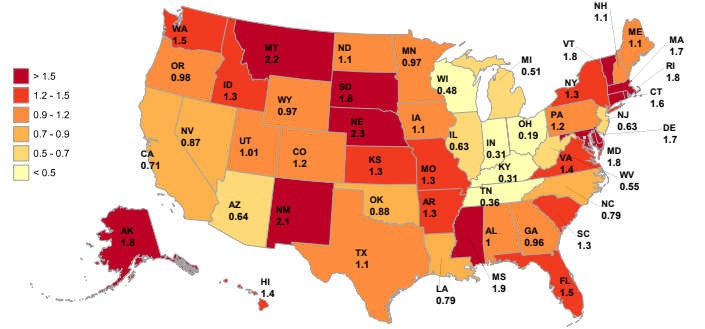 > 1.5
1.2 - 1.5
0.9 - 1.2
0.7 - 0.9
0.5 - 0.7
< 0.5
WA
1.5
OR
0.98
CA
0.71
NV
0.87
ID
1.3
MT
2.2
WY
0.97
UT
1.01
AZ
0.64
CO
1.2
NM
2.1
ND
1.1
SD
1.8
NE
2.3
KS
1.3
OK
0.88
TX
1.1
MN
0.97
IA
1.1
MO
1.3
AR
1.3
LA
0.79
WI
0.48
IL
0.63
MI
0.51
IN
0.31
OH
0.19
KY
0.31
TN
0.36
MS
1.9
AL
1
GA
0.96
FL
1.5
SC
1.3
NC
0.79
VA
1.4
WV
0.55
MD
1.8
DE
1.7
NJ
0.63
PA
1.2
NY
1.3
CT
1.6
RI
1.8
MA
1.7
VT
1.8
NH
1.1
ME
1.1
AK
1.8
HI
1.4